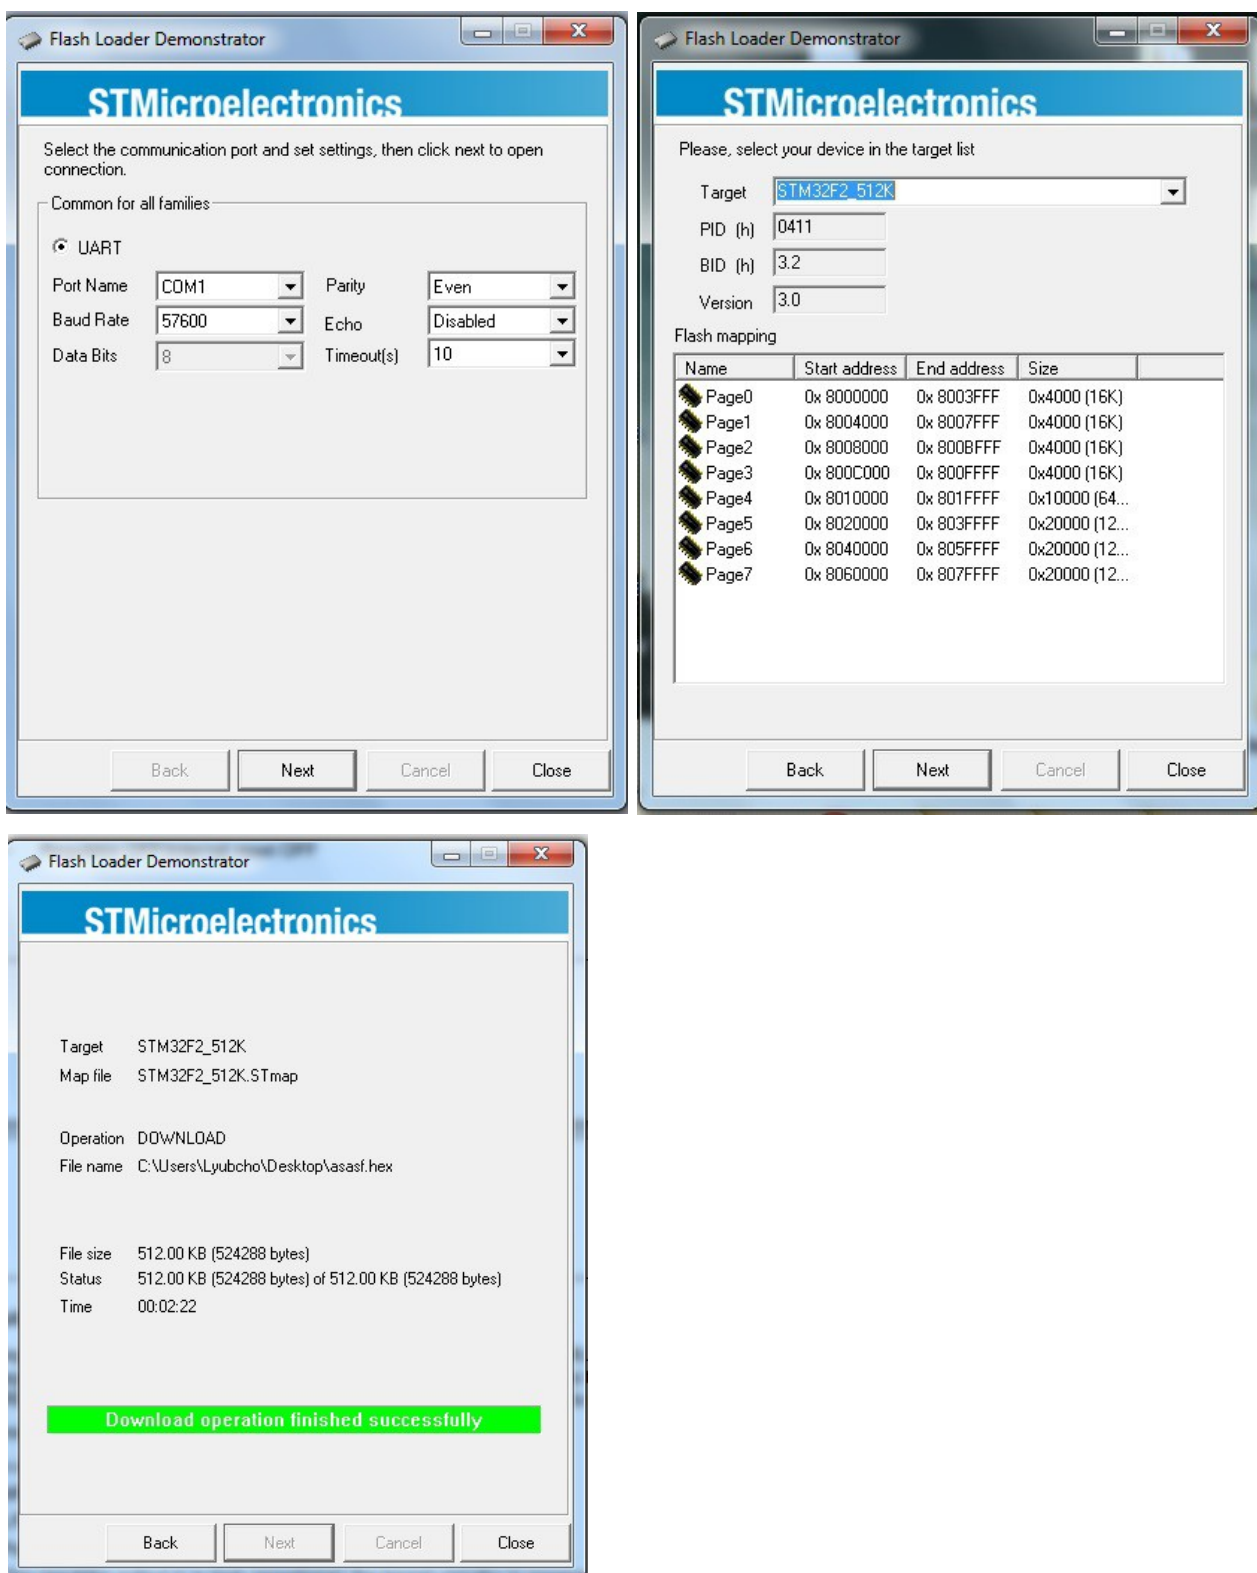 Flash Loader Demonstrator
STMicroelectronics
Select the communication port and set settings, then click next to open
connection.
Common for all families
UART
Port Name COM1 Parity Even
Baud Rate 57600 Echo Disabled
Data Bits 8 Timeout(s) 10
Back Next Cancel Close
Flash Loader Demonstrator
STMicroelectronics
Please, select your device in the target list
Target STM32F2_512K
PID (h) 0411
BID (h) 3.2
Version 3.0
Flash mapping
Name Start address End address Size
Page0 0x 8000000 0x 8003FFF 0x4000 (16K)
Page1 0x 8004000 0x 8007FFF 0x4000 (16K)
Page2 0x 8008000 0x 800BFFF 0x4000 (16K)
Page3 0x 800C000 0x 800FFFF 0x4000 (16K)
Page4 0x 8010000 0x 801FFFF 0x10000 (64...
Page5 0x 8020000 0x 803FFFF 0x20000 (12...
Page6 0x 8040000 0x 805FFFF 0x20000 (12...
Page7 0x 8060000 0x 807FFFF 0x20000 (12...
Back Next Cancel Close
Flash Loader Demonstrator
STMicroelectronics
Target STM32F2_512K
Map file STM32F2_512K.STmap
Operation DOWNLOAD
File name C:\Users\Lyubcho\Desktop\asasf.hex
File size 512.00 KB (524288 bytes)
Status 512.00 KB (524288 bytes) of 512.00 KB (524288 bytes)
Time 00:02:22
Download operation finished successfully
Back Next Cancel Close